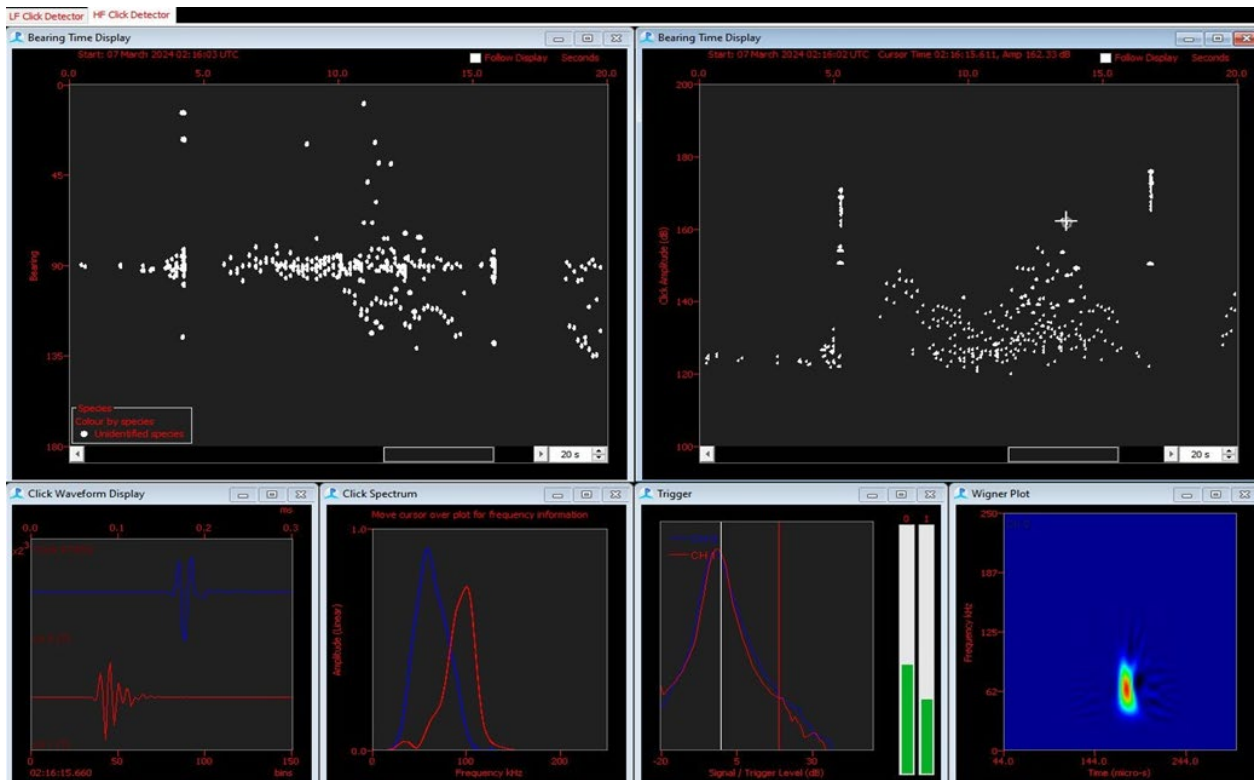 LF Click Detector HF Click Detector
Bearing Time Display
Start: 07 March 2024 02:16:03 UTC
Follow Display Seconds
0.0 5.0 10.0 15.0 20.0
0
45
90
135
180
Bearing
Species
Colour by species
Unidentified species
20 s
Bearing Time Display
Start: 07 March 2024 02:16:02 UTC Cursor Time 02:16:15.611, Amp 162.33 dB
Follow Display Seconds
0.0 5.0 10.0 15.0 20.0
200
180
160
140
120
100
Click Amplitude (dB)
20 s
Click Waveform Display
ms
0.0 0.1 0.2 0.3
0 50 100 150
02:16:15.660 bins
Click Spectrum
Move cursor over plot for frequency information
1.0
0.0
Amplitude (Linear)
0 100 200
Frequency kHz
Trigger
CH 1
0 1
-20 5 30
Signal / Trigger Level (dB)
Wigner Plot
250
187
125
62
0
Frequency kHz
44.0 144.0 244.0
Time (micro-s)